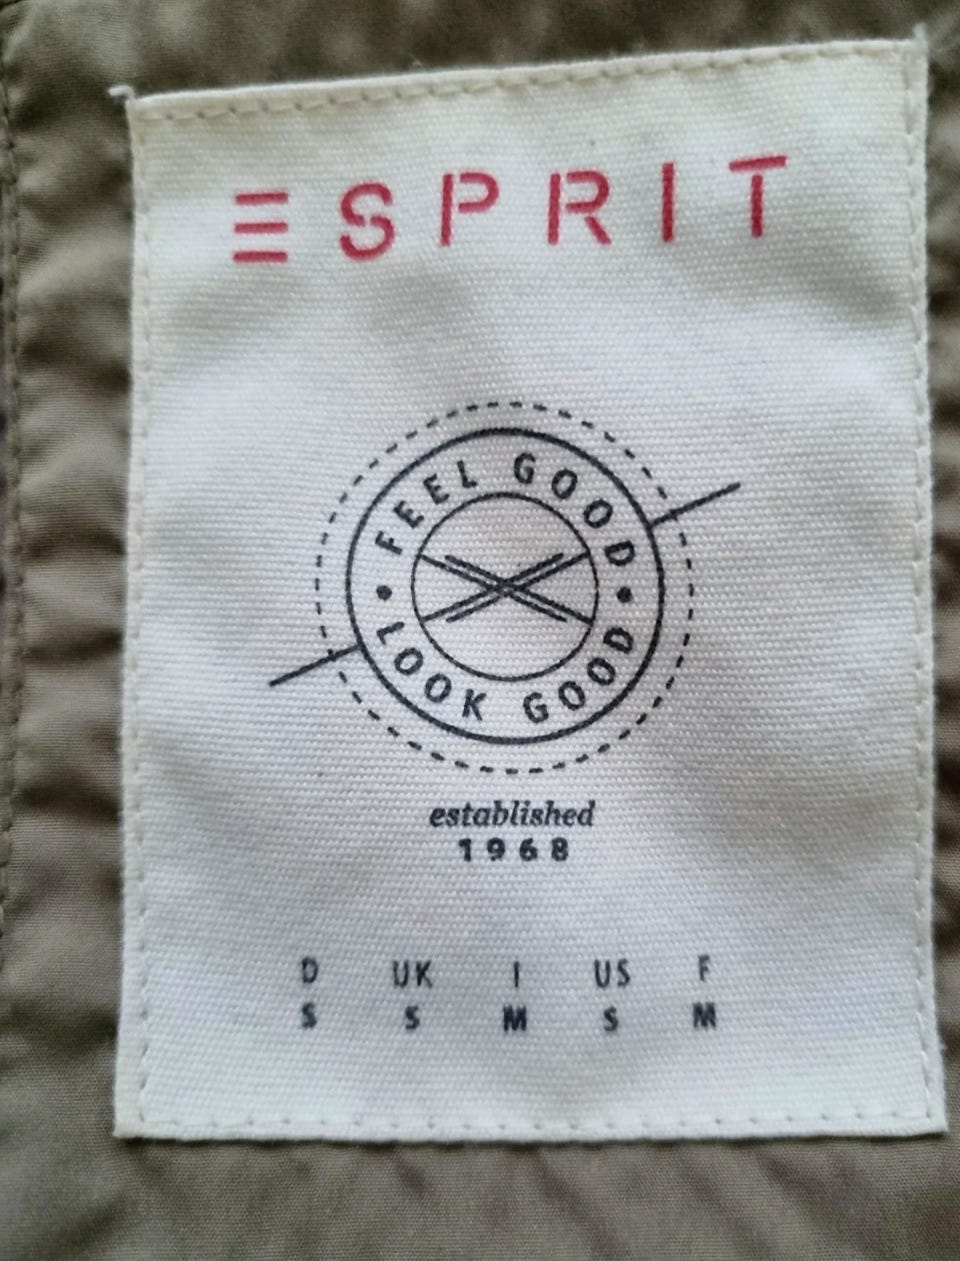 ESPRIT
FEEL GOOD
LOOK GOOD
established
1968
D UK I US F
S S M S M